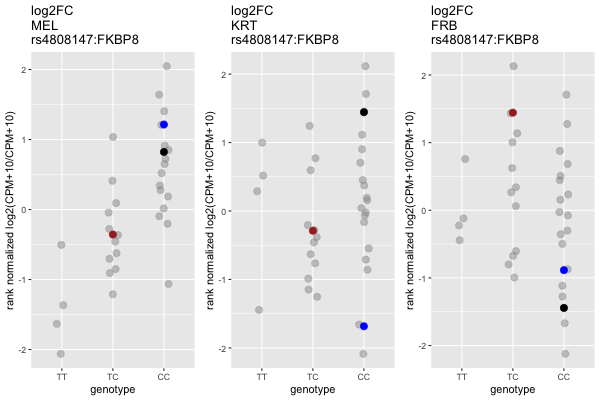 log2FC
MEL
rs4808147:FKBP8
rank normalized log2(CPM+10/CPM+10)
2
1
0
-1
-2
TT TC CC
genotype
log2FC
KRT
rs4808147:FKBP8
rank normalized log2(CPM+10/CPM+10)
2
1
0
-1
-2
TT TC CC
genotype
log2FC
FRB
rs4808147:FKBP8
rank normalized log2(CPM+10/CPM+10)
2
1
0
-1
-2
TT TC CC
genotype